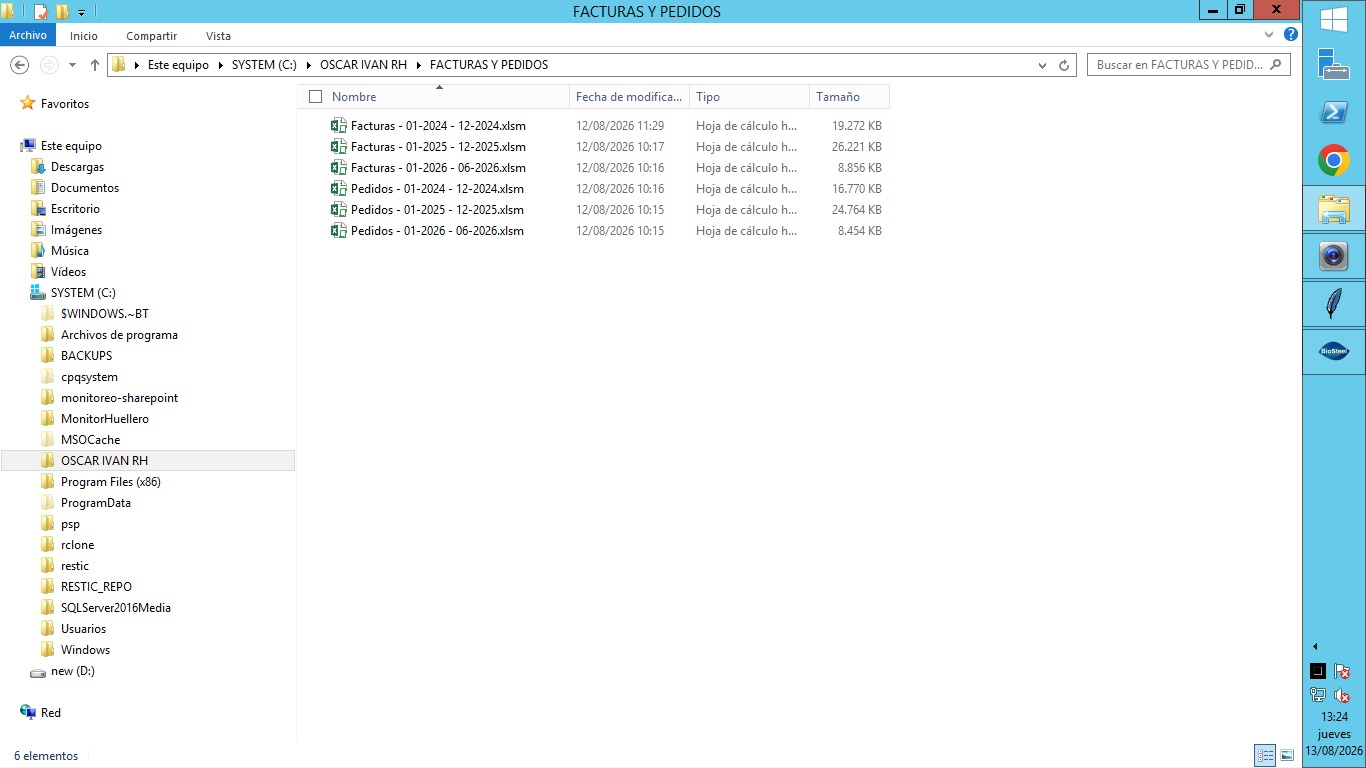 FACTURAS Y PEDIDOS
Archivo Inicio Compartir Vista
Este equipo SYSTEM (C:) OSCAR IVAN RH FACTURAS Y PEDIDOS
Buscar en FACTURAS Y PEDID...
Favoritos
Este equipo
Descargas
Documentos
Escritorio
Imágenes
Música
Vídeos
SYSTEM (C:)
$WINDOWS.~BT
Archivos de programa
BACKUPS
cpqsystem
monitoreo-sharepoint
MonitorHuellero
MSOCache
OSCAR IVAN RH
Program Files (x86)
ProgramData
psp
rclone
restic
RESTIC_REPO
SQLServer2016Media
Usuarios
Windows
new (D:)
Red
Nombre Fecha de modifica... Tipo Tamaño
Facturas - 01-2024 - 12-2024.xlsm 12/08/2026 11:29 Hoja de cálculo h... 19.272 KB
Facturas - 01-2025 - 12-2025.xlsm 12/08/2026 10:17 Hoja de cálculo h... 26.221 KB
Facturas - 01-2026 - 06-2026.xlsm 12/08/2026 10:16 Hoja de cálculo h... 8.856 KB
Pedidos - 01-2024 - 12-2024.xlsm 12/08/2026 10:16 Hoja de cálculo h... 16.770 KB
Pedidos - 01-2025 - 12-2025.xlsm 12/08/2026 10:15 Hoja de cálculo h... 24.764 KB
Pedidos - 01-2026 - 06-2026.xlsm 12/08/2026 10:15 Hoja de cálculo h... 8.454 KB
6 elementos
BioSteel
13:24
jueves
13/08/2026